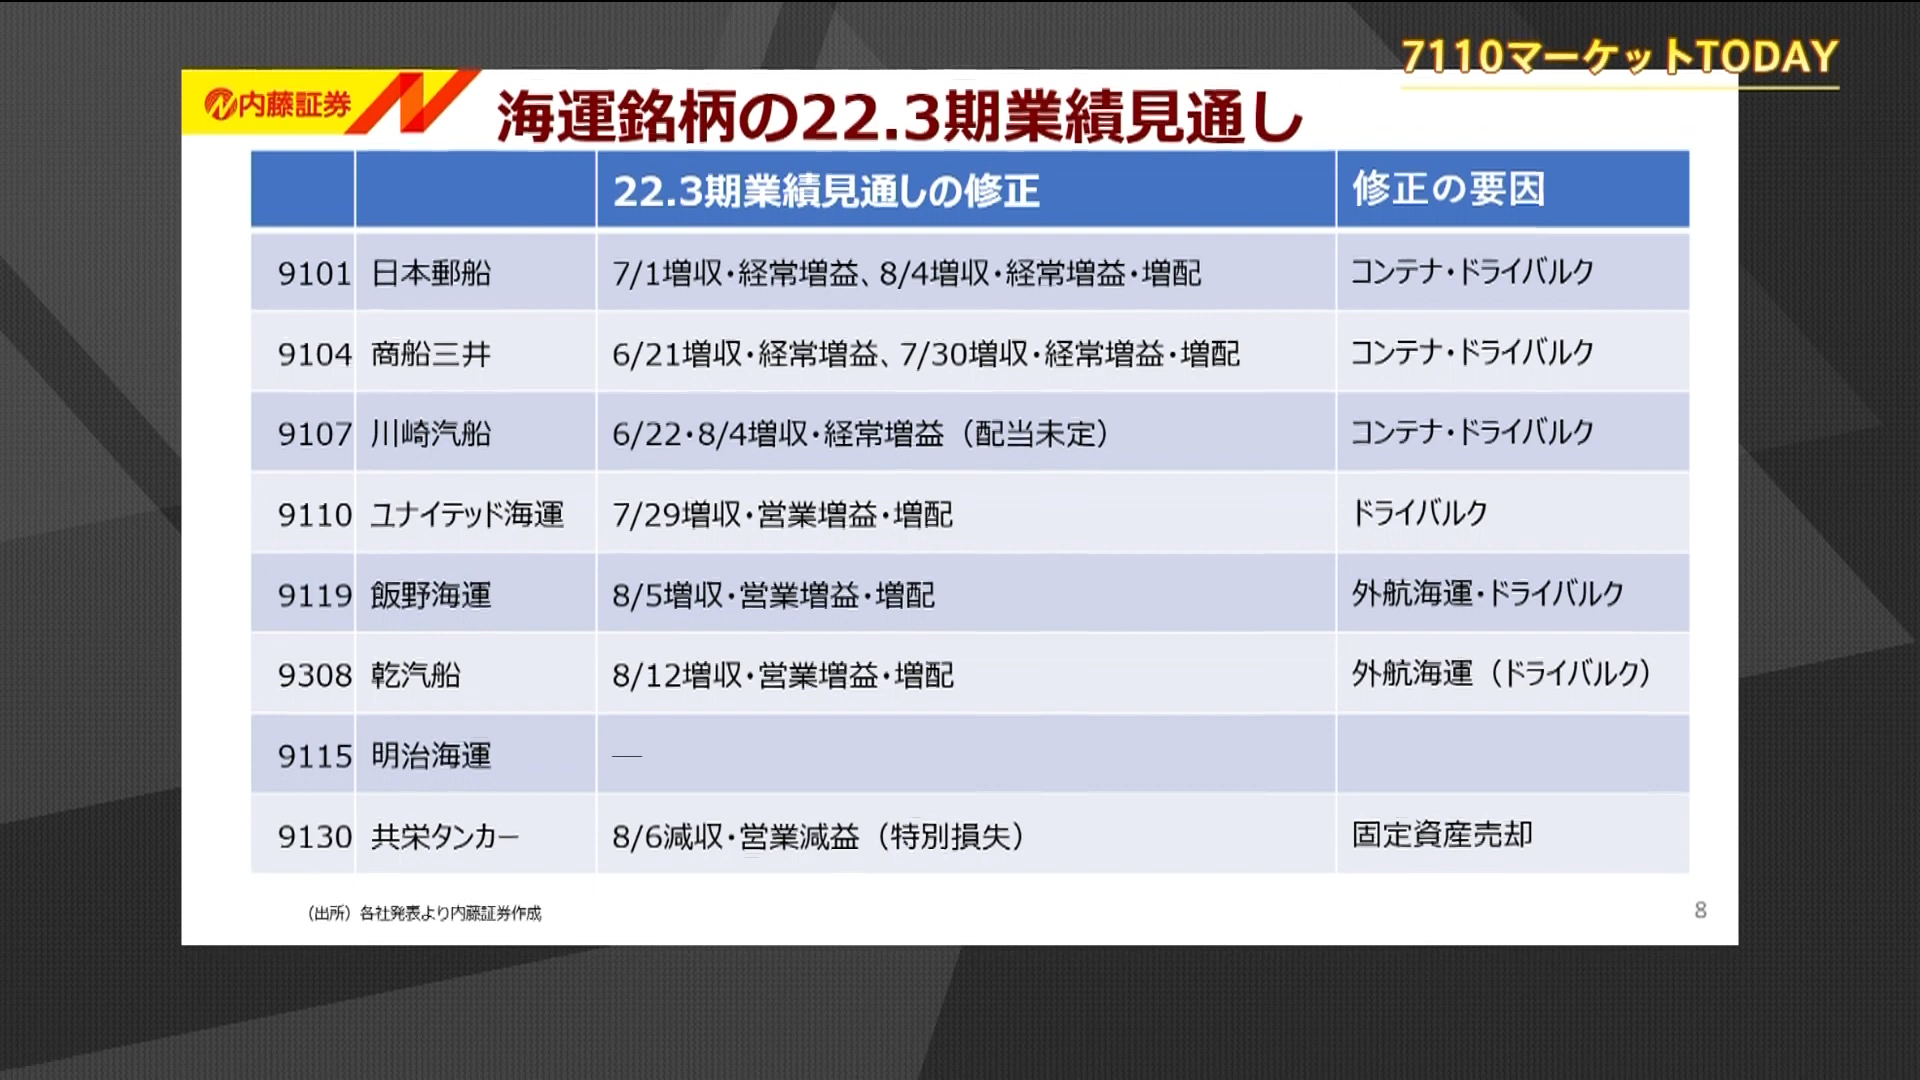 7110マーケットTODAY
内藤証券
海運銘柄の22.3期業績見通し
22.3期業績見通しの修正 修正の要因
9101 日本郵船 7/1増収・経常増益、8/4増収・経常増益・増配 コンテナ・ドライバルク
9104 商船三井 6/21増収・経常増益、7/30増収・経常増益・増配 コンテナ・ドライバルク
9107 川崎汽船 6/22・8/4増収・経常増益（配当未定） コンテナ・ドライバルク
9110 ユナイテッド海運 7/29増収・営業増益・増配 ドライバルク
9119 飯野海運 8/5増収・営業増益・増配 外航海運・ドライバルク
9308 乾汽船 8/12増収・営業増益・増配 外航海運（ドライバルク）
9115 明治海運 ―
9130 共栄タンカー 8/6減収・営業減益（特別損失） 固定資産売却
（出所）各社発表より内藤証券作成
8